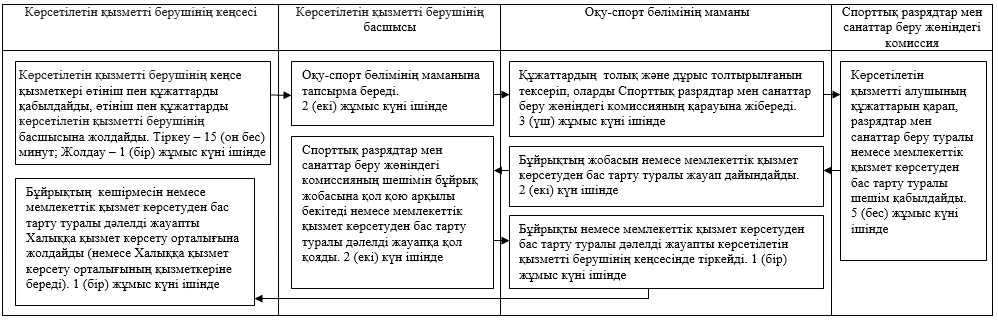 Көрсетілетін қызметті берушінің кеңсесі
Көрсетілетін қызметті берушінің
басшысы
Оқу-спорт бөлімінің маманы
Спорттық разрядтар мен
санаттар беру жөніндегі
комиссия
Көрсетілетін қызметті берушінің кеңсе
қызметкері өтініш пен құжаттарды
қабылдайды, өтініш пен құжаттарды
көрсетілетін қызметті берушінің
басшысына жолдайды. Тіркеу – 15 (он бес)
минут; Жолдау – 1 (бір) жұмыс күні ішінде
Оқу-спорт бөлімінің маманына
тапсырма береді.
2 (екі) жұмыс күні ішінде
Құжаттардың толық және дұрыс толтырылғанын
тексеріп, оларды Спорттық разрядтар мен санаттар
беру жөніндегі комиссияның қарауына жібереді.
3 (үш) жұмыс күні ішінде
Көрсетілетін
қызметті алушының
құжаттарын қарап,
разрядтар мен
санаттар беру туралы
немесе мемлекеттік
қызмет көрсетуден
бас тарту туралы
шешім қабылдайды.
5 (бес) жұмыс күні
ішінде
Бұйрықтың жобасын немесе мемлекеттік қызмет
көрсетуден бас тарту туралы жауап дайындайды.
2 (екі) күн ішінде
Спорттық разрядтар мен
санаттар беру жөніндегі
комиссияның шешімін бұйрық
жобасына қол қою арқылы
бекітеді немесе мемлекеттік
қызмет көрсетуден бас тарту
туралы дәлелді жауапқа қол
қояды. 2 (екі) күн ішінде
Бұйрықты немесе мемлекеттік қызмет көрсетуден
бас тарту туралы дәлелді жауапты көрсетілетін
қызметті берушінің кеңсесінде тіркейді. 1 (бір)
жұмыс күні ішінде
Бұйрықтың көшірмесін немесе
мемлекеттік қызмет көрсетуден бас
тарту туралы дәлелді жауапты
Халыққа қызмет көрсету орталығына
жолдайды (немесе Халыққа қызмет
көрсету орталығының қызметкеріне
береді). 1 (бір) жұмыс күні ішінде